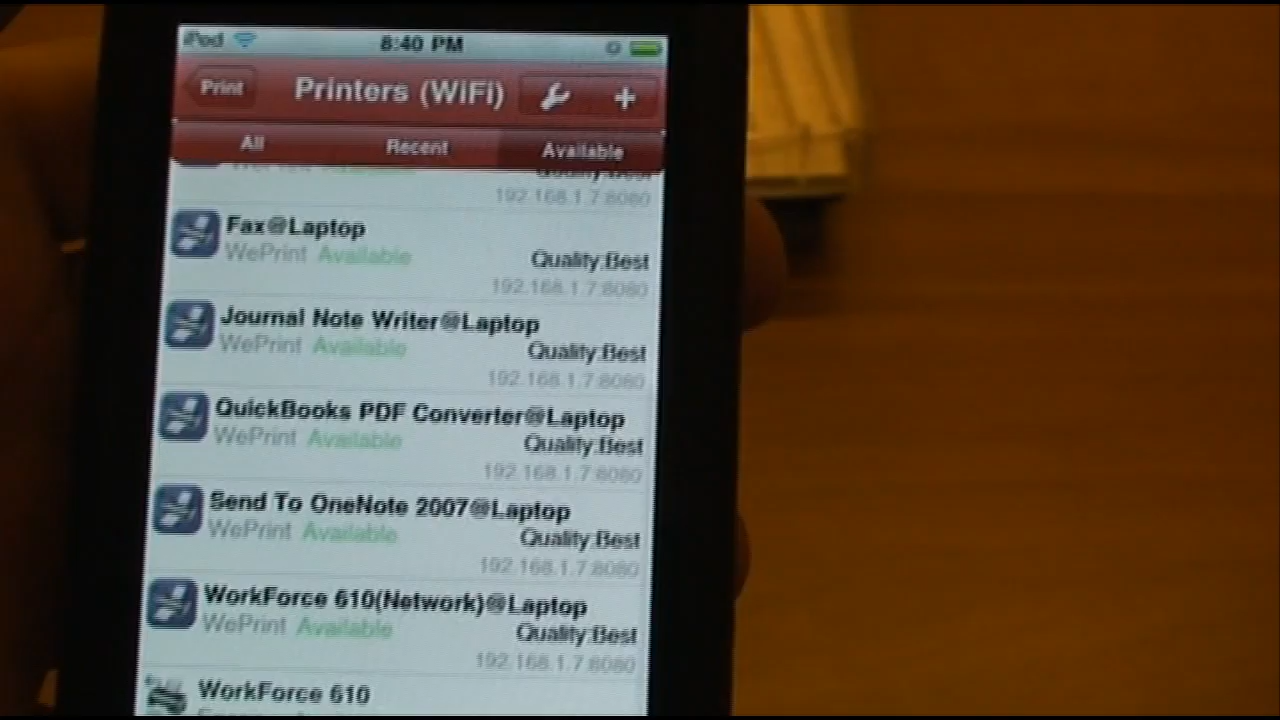 iPod 8:40 PM
Print Printers (WiFi) +
All Recent Available
WePrint Available Quality:Best
192.168.1.7:8080
Fax@Laptop
WePrint Available Quality:Best
192.168.1.7:8080
Journal Note Writer@Laptop
WePrint Available Quality:Best
192.168.1.7:8080
QuickBooks PDF Converter@Laptop
WePrint Available Quality:Best
192.168.1.7:8080
Send To OneNote 2007@Laptop
WePrint Available Quality:Best
192.168.1.7:8080
WorkForce 610(Network)@Laptop
WePrint Available Quality:Best
192.168.1.7:8080
WorkForce 610